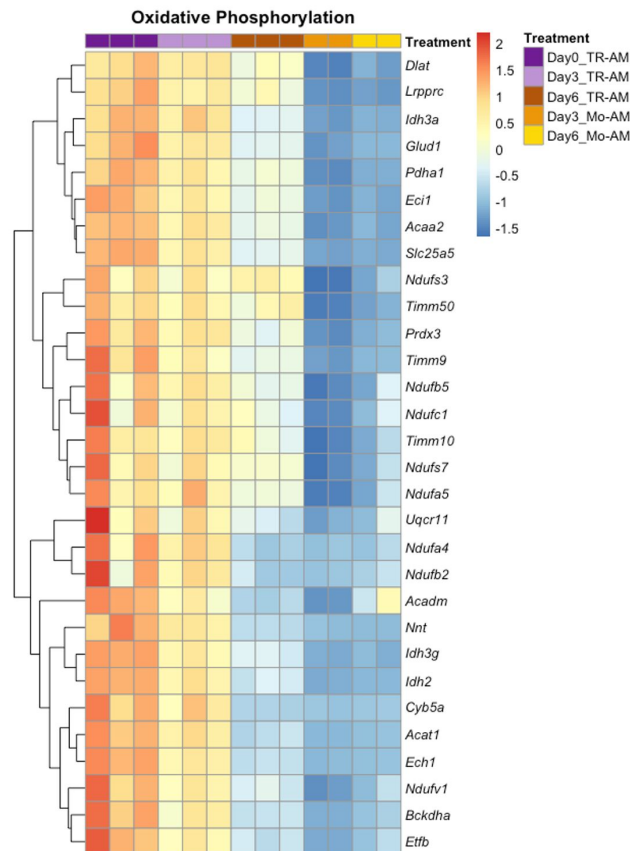 Oxidative Phosphorylation
Treatment
Dlat
Lrpprc
Idh3a
Glud1
Pdha1
Eci1
Acaa2
Slc25a5
Ndufs3
Timm50
Prdx3
Timm9
Ndufb5
Ndufc1
Timm10
Ndufs7
Ndufa5
Uqcr11
Ndufa4
Ndufb2
Acadm
Nnt
Idh3g
Idh2
Cyb5a
Acat1
Ech1
Ndufv1
Bckdha
Etfb
2
1.5
1
0.5
0
-0.5
-1
-1.5
Treatment
Day0_TR-AM
Day3_TR-AM
Day6_TR-AM
Day3_Mo-AM
Day6_Mo-AM